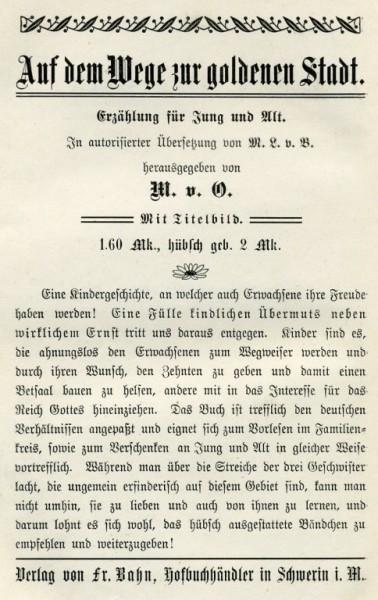 Auf dem Wege zur goldenen Stadt.
Erzählung für Jung und Alt.
In autorisierter Übersetzung von M. L. v. B.
herausgegeben von
M. v. O.
Mit Titelbild.
1.60 Mk., hübsch geb. 2 Mk.
Eine Kindergeschichte, an welcher auch Erwachsene ihre Freude
haben werden! Eine Fülle kindlichen Übermuts neben
wirklichem Ernst tritt uns daraus entgegen. Kinder sind es,
die ahnungslos den Erwachsenen zum Wegweiser werden und
durch ihren Wunsch, den Zehnten zu geben und damit einen
Betsaal bauen zu helfen, andere mit in das Interesse für das
Reich Gottes hineinziehen. Das Buch ist trefflich den deutschen
Verhältnissen angepaßt und eignet sich zum Vorlesen im Familien-
kreis, sowie zum Verschenken an Jung und Alt in gleicher Weise
vortrefflich. Während man über die Streiche der drei Geschwister
lacht, die ungemein erfinderisch auf diesem Gebiet sind, kann man
nicht umhin, sie zu lieben und auch von ihnen zu lernen, und
darum lohnt es sich wohl, das hübsch ausgestattete Bändchen zu
empfehlen und weiterzugeben!
Verlag von Fr. Bahn, Hofbuchhändler in Schwerin i. M.